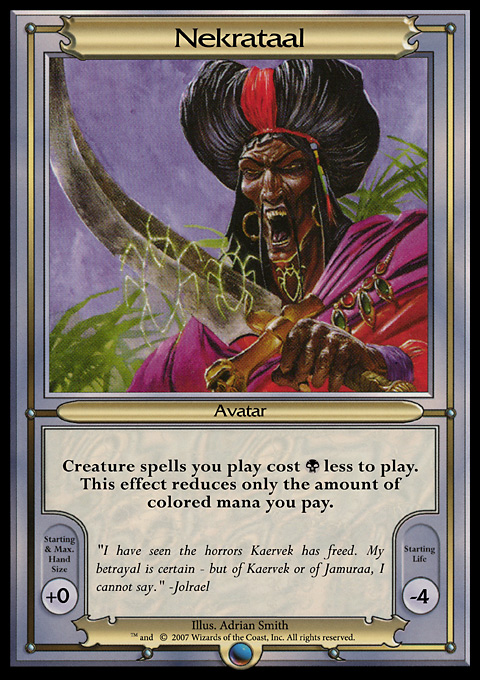 Nekrataal
Avatar
Creature spells you play cost less to play.
This effect reduces only the amount of
colored mana you pay.
Starting
& Max.
Hand
Size
+0
"I have seen the horrors Kaervek has freed. My
betrayal is certain - but of Kaervek or of Jamuraa, I
cannot say." -Jolrael
Starting
Life
-4
Illus. Adrian Smith
™ and © 2007 Wizards of the Coast, Inc. All rights reserved.